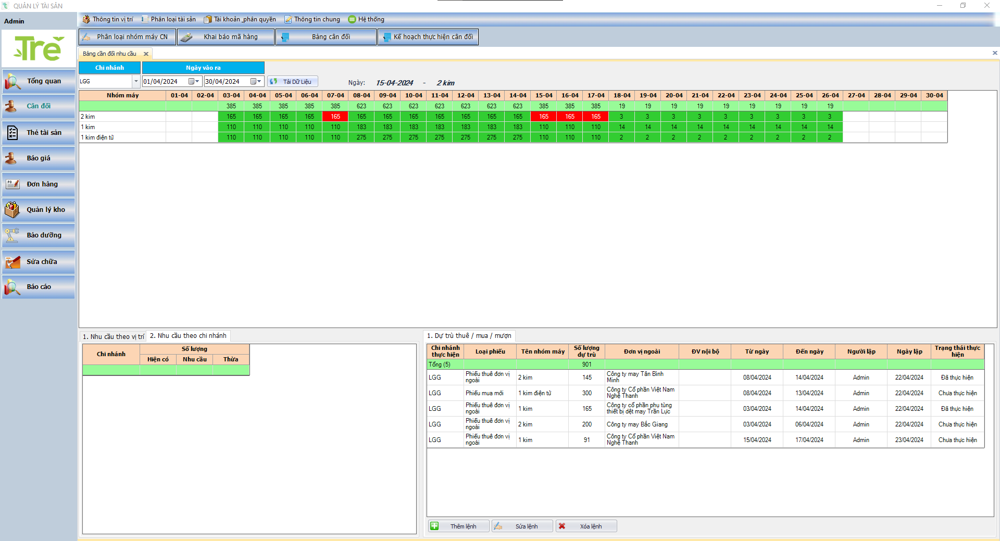 QUẢN LÝ TÀI SẢN
Admin
Thông tin vị trí
Phân loại tài sản
Tài khoản_phân quyền
Thông tin chung
Hệ thống
Phân loại nhóm máy CN
Khai báo mã hàng
Bảng cân đối
Kế hoạch thực hiện cân đối
Trẻ
Bảng cân đối nhu cầu
Chi nhánh
Ngày vào ra
LGG
01/04/2024
30/04/2024
Tải Dữ Liệu
Ngày: 15-04-2024 - 2 kim
Tổng quan
Cân đối
Thẻ tài sản
Báo giá
Đơn hàng
Quản lý kho
Bảo dưỡng
Sửa chữa
Báo cáo
Nhóm máy 01-04 02-04 03-04 04-04 05-04 06-04 07-04 08-04 09-04 10-04 11-04 12-04 13-04 14-04 15-04 16-04 17-04 18-04 19-04 20-04 21-04 22-04 23-04 24-04 25-04 26-04 27-04 28-04 29-04 30-04
385 385 385 385 385 623 623 623 623 623 623 623 385 385 385 19 19 19 19 19 19 19 19 19
2 kim 165 165 165 165 165 165 165 165 165 165 165 165 165 165 165 3 3 3 3 3 3 3 3 3
1 kim 110 110 110 110 110 183 183 183 183 183 183 183 110 110 110 14 14 14 14 14 14 14 14 14
1 kim điện tử 110 110 110 110 110 275 275 275 275 275 275 275 110 110 110 2 2 2 2 2 2 2 2 2
1. Nhu cầu theo vị trí
2. Nhu cầu theo chi nhánh
Chi nhánh
Số lượng
Hiện có Nhu cầu Thừa
1. Dự trù thuê / mua / mượn
Chi nhánh thực hiện Loại phiếu Tên nhóm máy Số lượng dự trù Đơn vị ngoài ĐV nội bộ Từ ngày Đến ngày Người lập Ngày lập Trạng thái thực hiện
Tổng (5) 901
LGG Phiếu thuê đơn vị ngoài 2 kim 145 Công ty may Tân Bình Minh 08/04/2024 14/04/2024 Admin 22/04/2024 Đã thực hiện
LGG Phiếu mua mới 1 kim điện tử 300 Công ty Cổ phần Việt Nam Nghệ Thanh 08/04/2024 13/04/2024 Admin 22/04/2024 Chưa thực hiện
LGG Phiếu thuê đơn vị ngoài 1 kim 165 Công ty cổ phần phụ tùng thiết bị dệt may Trần Lực 03/04/2024 14/04/2024 Admin 22/04/2024 Đã thực hiện
LGG Phiếu thuê đơn vị ngoài 2 kim 200 Công ty may Bắc Giang 03/04/2024 06/04/2024 Admin 22/04/2024 Chưa thực hiện
LGG Phiếu thuê đơn vị ngoài 1 kim 91 Công ty Cổ phần Việt Nam Nghệ Thanh 15/04/2024 17/04/2024 Admin 23/04/2024 Chưa thực hiện
Thêm lệnh
Sửa lệnh
Xóa lệnh